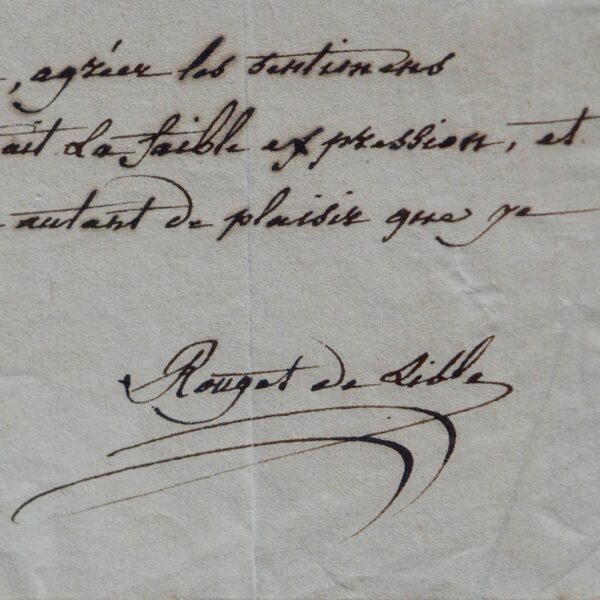 , agréer les sentimens
ait la faible expression, et
autant de plaisir que je
Rouget de Lisle